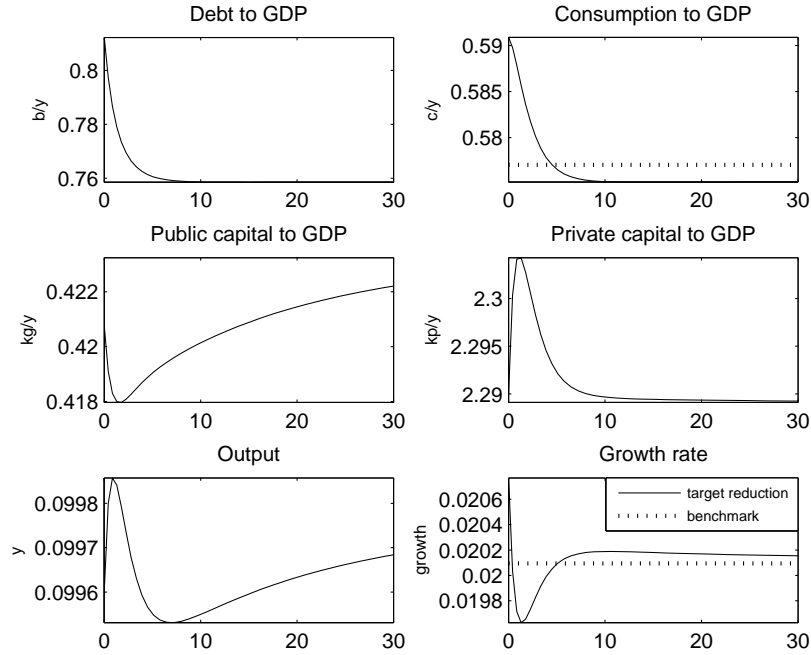 Debt to GDP
b/y
0.8
0.78
0.76
0 10 20 30
Consumption to GDP
c/y
0.59
0.585
0.58
0 10 20 30
Public capital to GDP
kg/y
0.422
0.42
0.418
0 10 20 30
Private capital to GDP
kp/y
2.3
2.295
2.29
0 10 20 30
Output
y
0.0998
0.0997
0.0996
0 10 20 30
Growth rate
growth
0.0206
0.0204
0.0202
0.02
0.0198
0 10 20 30
target reduction
benchmark